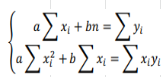 a∑xᵢ + bn = ∑yᵢ
a∑xᵢ² + b∑xᵢ = ∑xᵢyᵢ